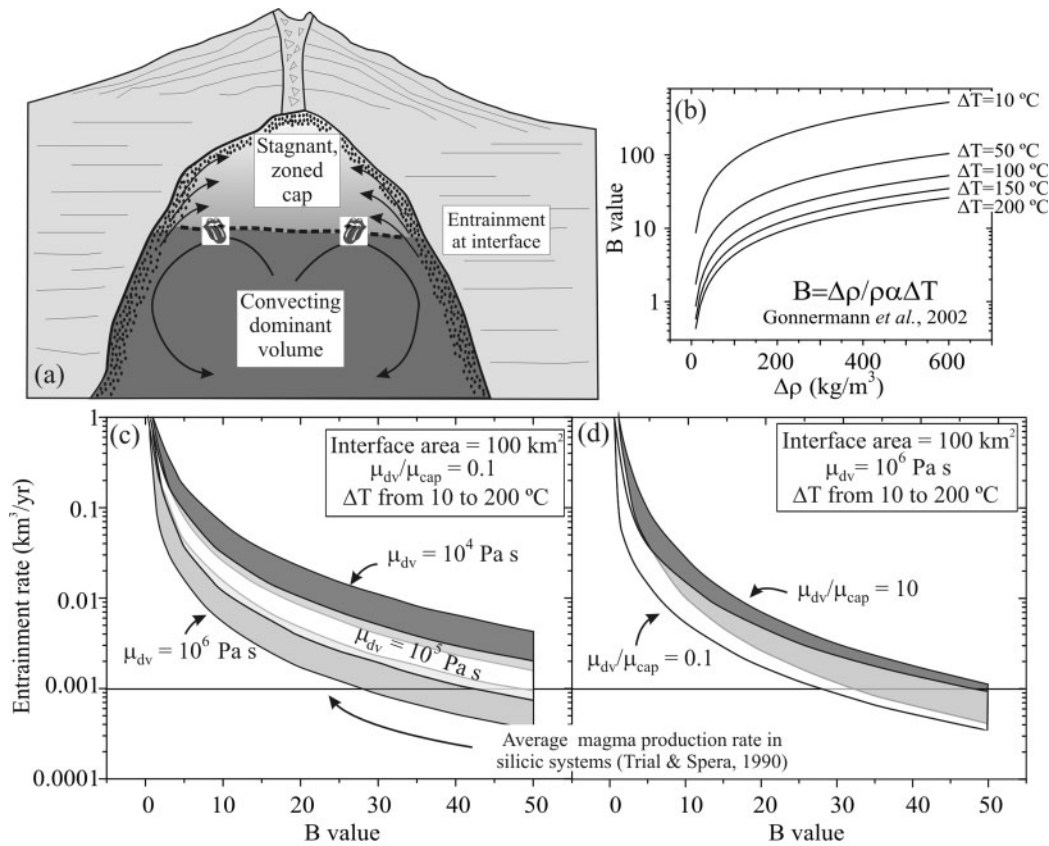 (a)
Stagnant,
zoned
cap
Entrainment
at interface
Convecting
dominant
volume
(b)
B value
100
10
1
ΔT=10 ºC
ΔT=50 ºC
ΔT=100 ºC
ΔT=150 ºC
ΔT=200 ºC
B=Δρ/ραΔT
Gonnermann et al., 2002
0 200 400 600
Δρ (kg/m³)
(c)
Entrainment rate (km³/yr)
1
0.1
0.01
0.001
0.0001
Interface area = 100 km²
μdv/μcap = 0.1
ΔT from 10 to 200 ºC
μdv = 10⁴ Pa s
μdv = 10⁵ Pa s
μdv = 10⁶ Pa s
0 10 20 30 40 50
B value
(d)
Interface area = 100 km²
μdv = 10⁶ Pa s
ΔT from 10 to 200 ºC
μdv/μcap = 10
μdv/μcap = 0.1
Average magma production rate in
silicic systems (Trial & Spera, 1990)
0 10 20 30 40 50
B value